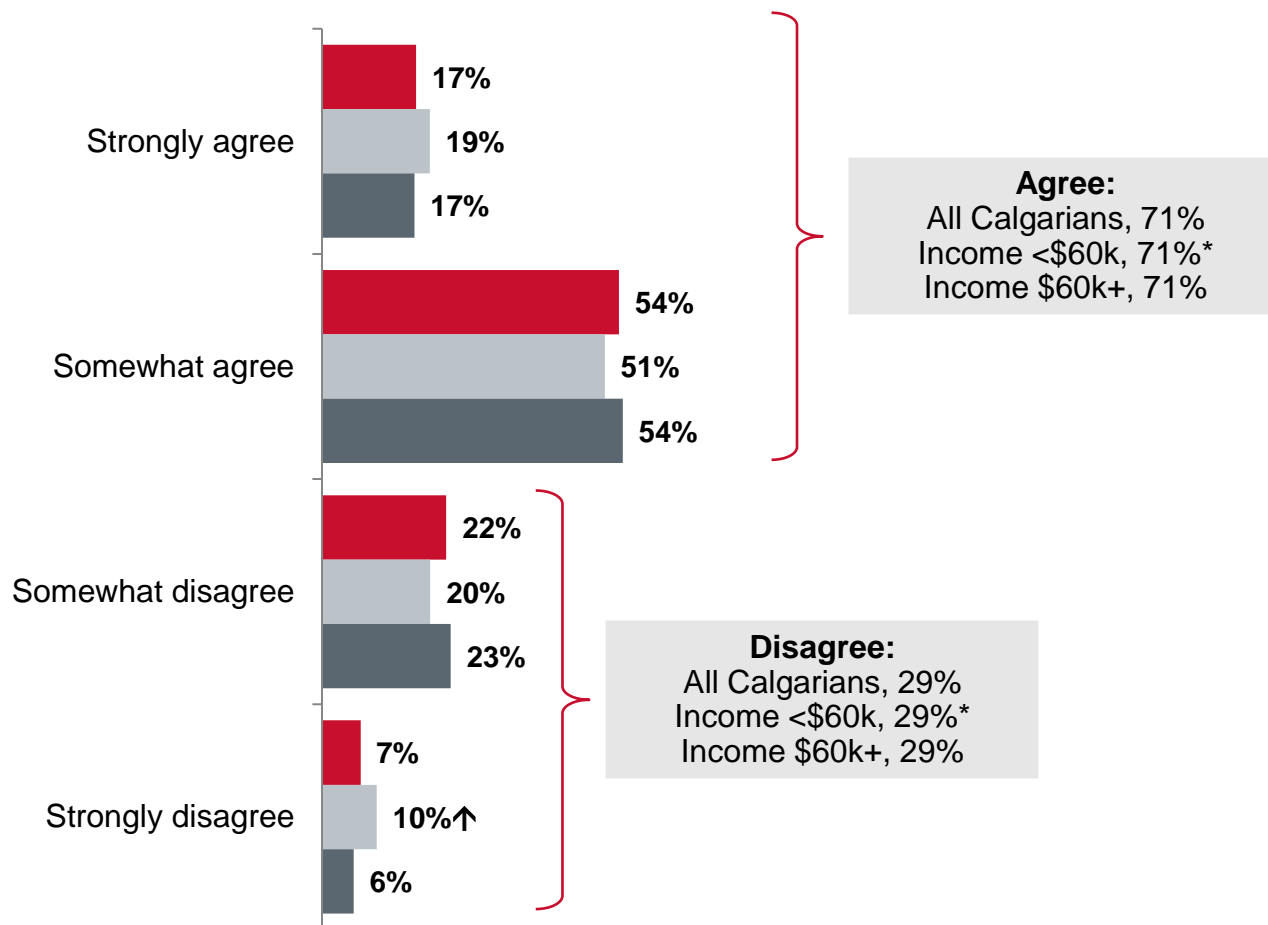 Strongly agree
17%
19%
17%
Somewhat agree
54%
51%
54%
Agree:
All Calgarians, 71%
Income <$60k, 71%*
Income $60k+, 71%
Somewhat disagree
22%
20%
23%
Strongly disagree
7%
10%↑
6%
Disagree:
All Calgarians, 29%
Income <$60k, 29%*
Income $60k+, 29%